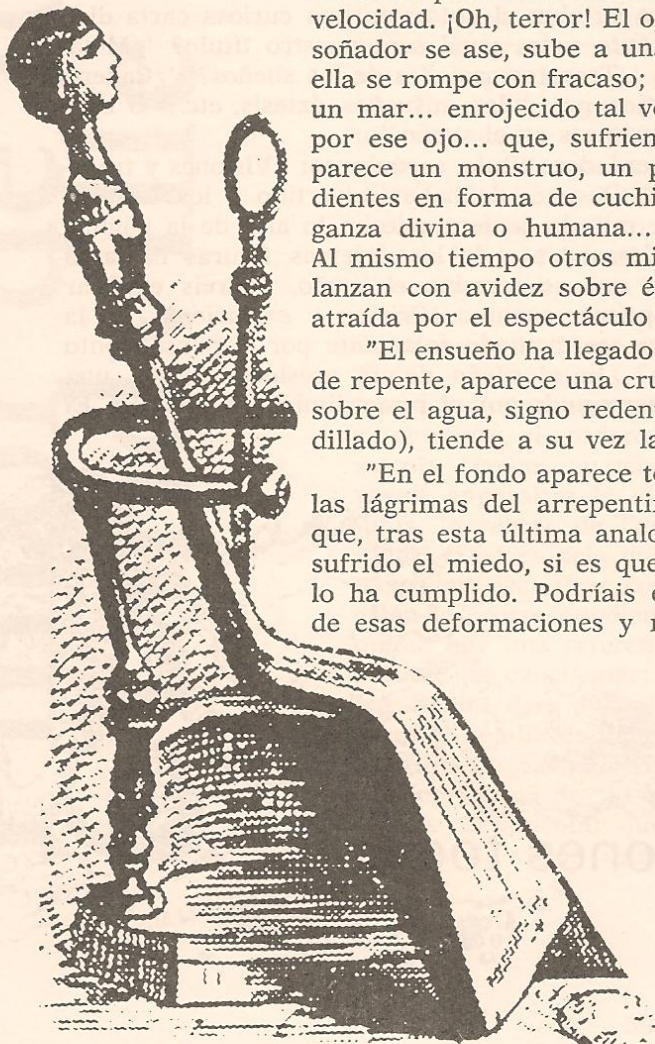 velocidad. ¡Oh, terror! El o
soñador se ase, sube a una
ella se rompe con fracaso;
un mar... enrojecido tal ve
por ese ojo... que, sufrien
parece un monstruo, un p
dientes en forma de cuchi
ganza divina o humana...
Al mismo tiempo otros mi
lanzan con avidez sobre é
atraída por el espectáculo
"El ensueño ha llegado
de repente, aparece una cru
sobre el agua, signo reden
dillado), tiende a su vez la
"En el fondo aparece to
las lágrimas del arrepenti
que, tras esta última analo
sufrido el miedo, si es que
lo ha cumplido. Podríais e
de esas deformaciones y r